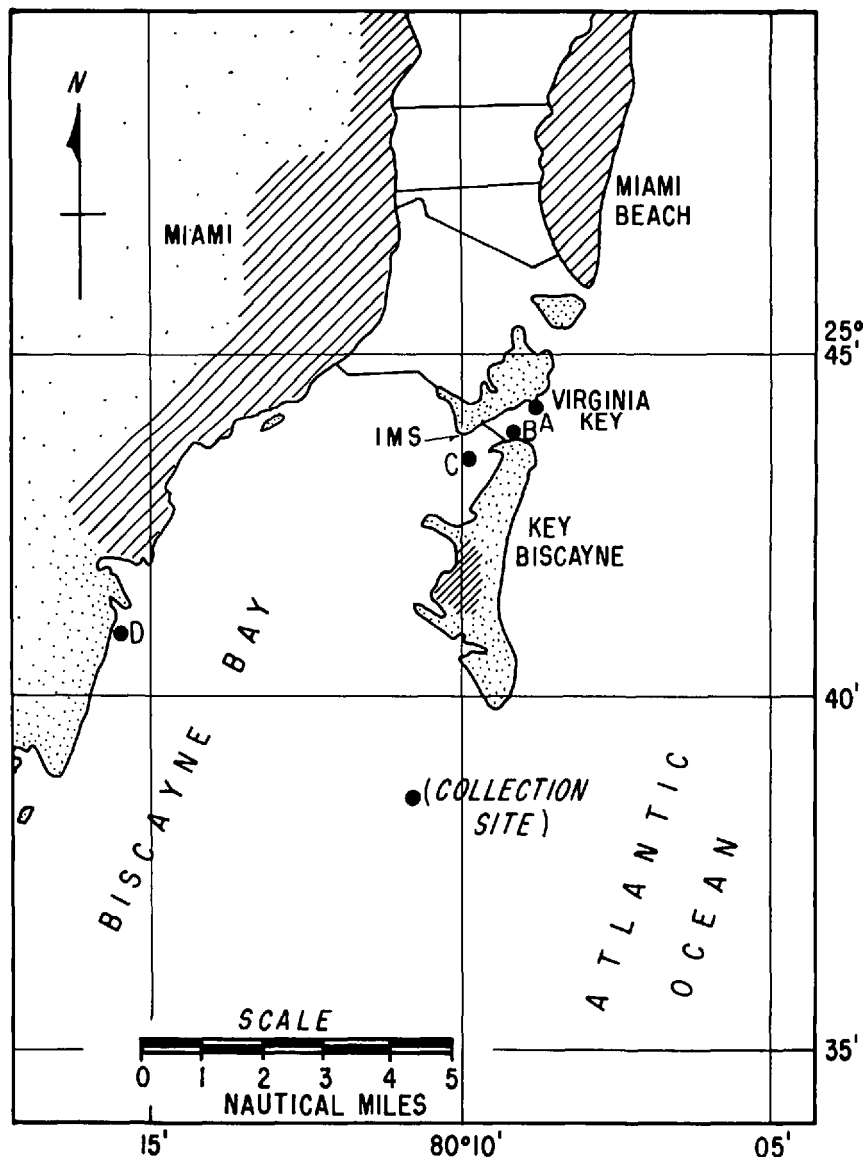 N
MIAMI
BEACH
MIAMI
25°
45'
VIRGINIA
KEY
A
B
IMS
C
KEY
BISCAYNE
D
BISCAYNE BAY
40'
(COLLECTION
SITE)
ATLANTIC
OCEAN
SCALE
0 1 2 3 4 5
NAUTICAL MILES
35'
15' 80°10' 05'